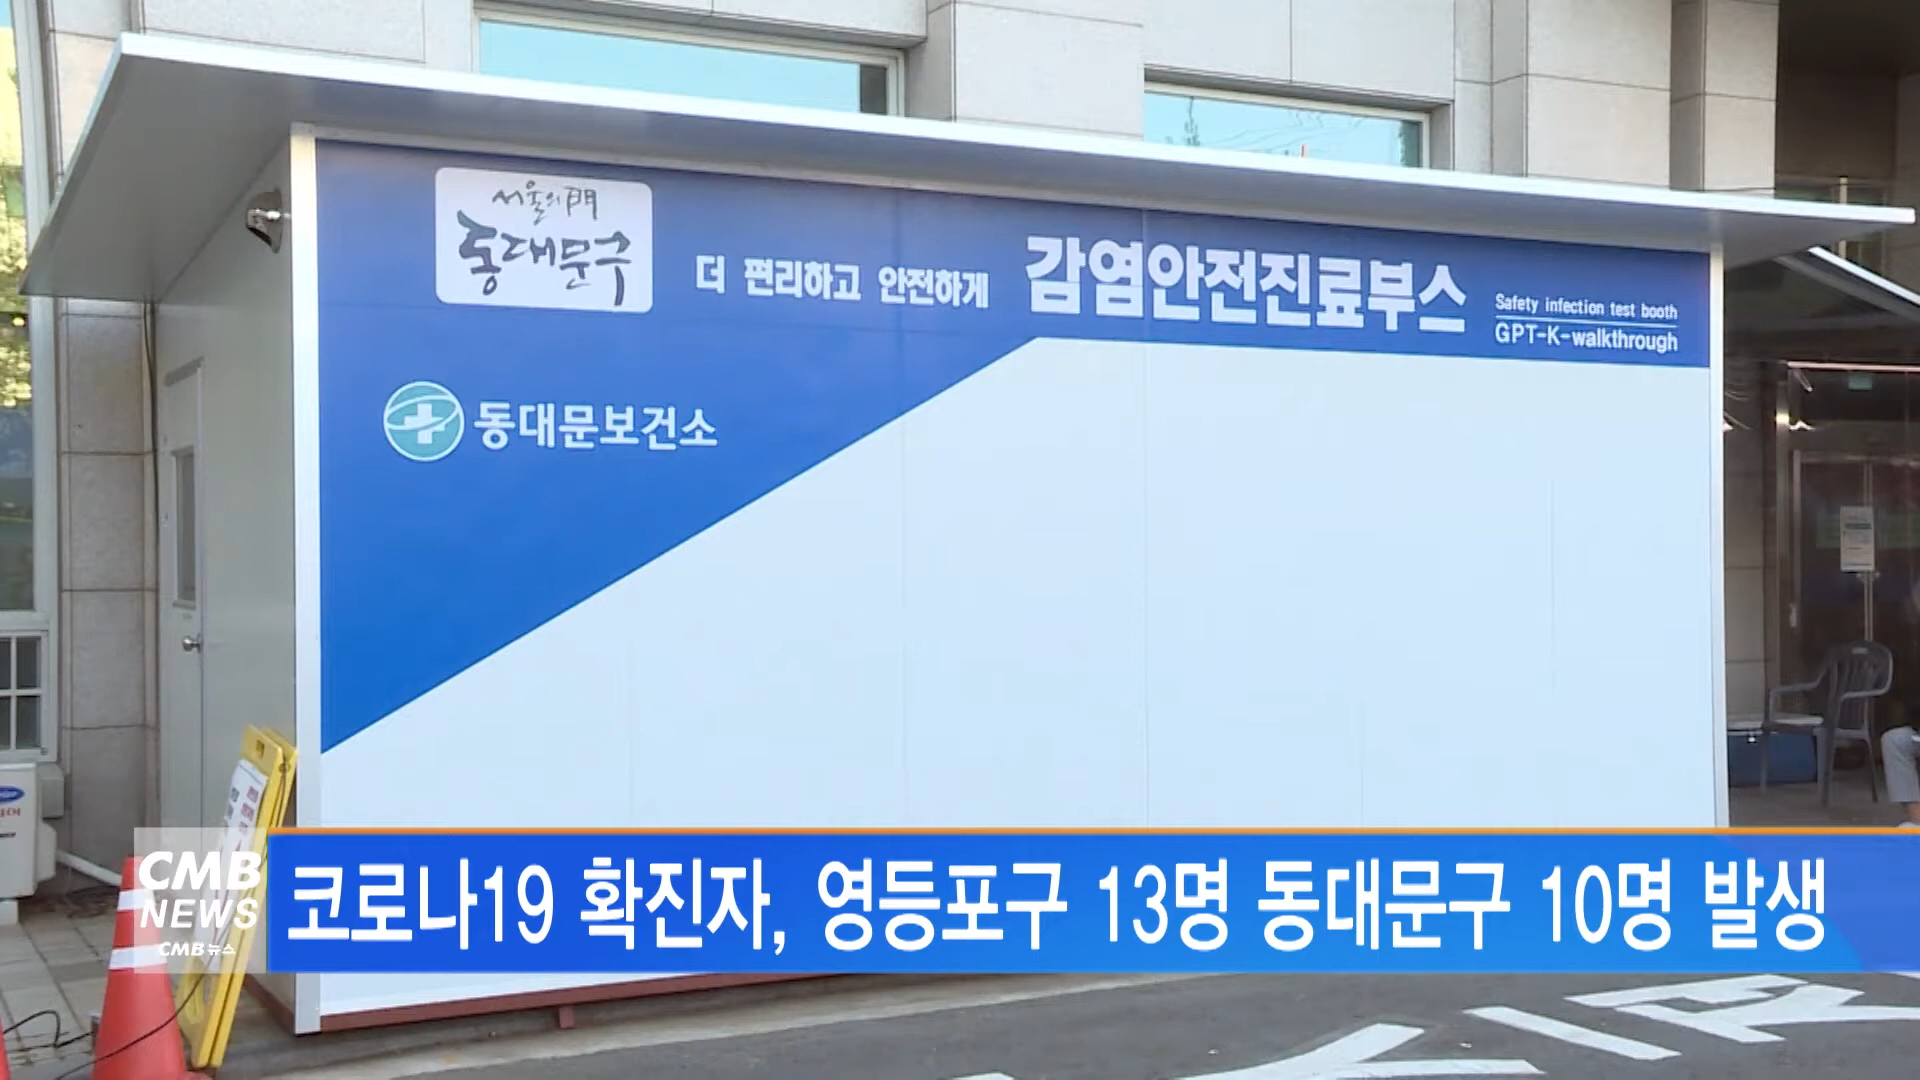 서울의 門
동대문구
더 편리하고 안전하게 감염안전진료부스
Safety infection test booth
GPT-K-walkthrough
동대문보건소
CMB
NEWS
CMB뉴스
코로나19 확진자, 영등포구 13명 동대문구 10명 발생